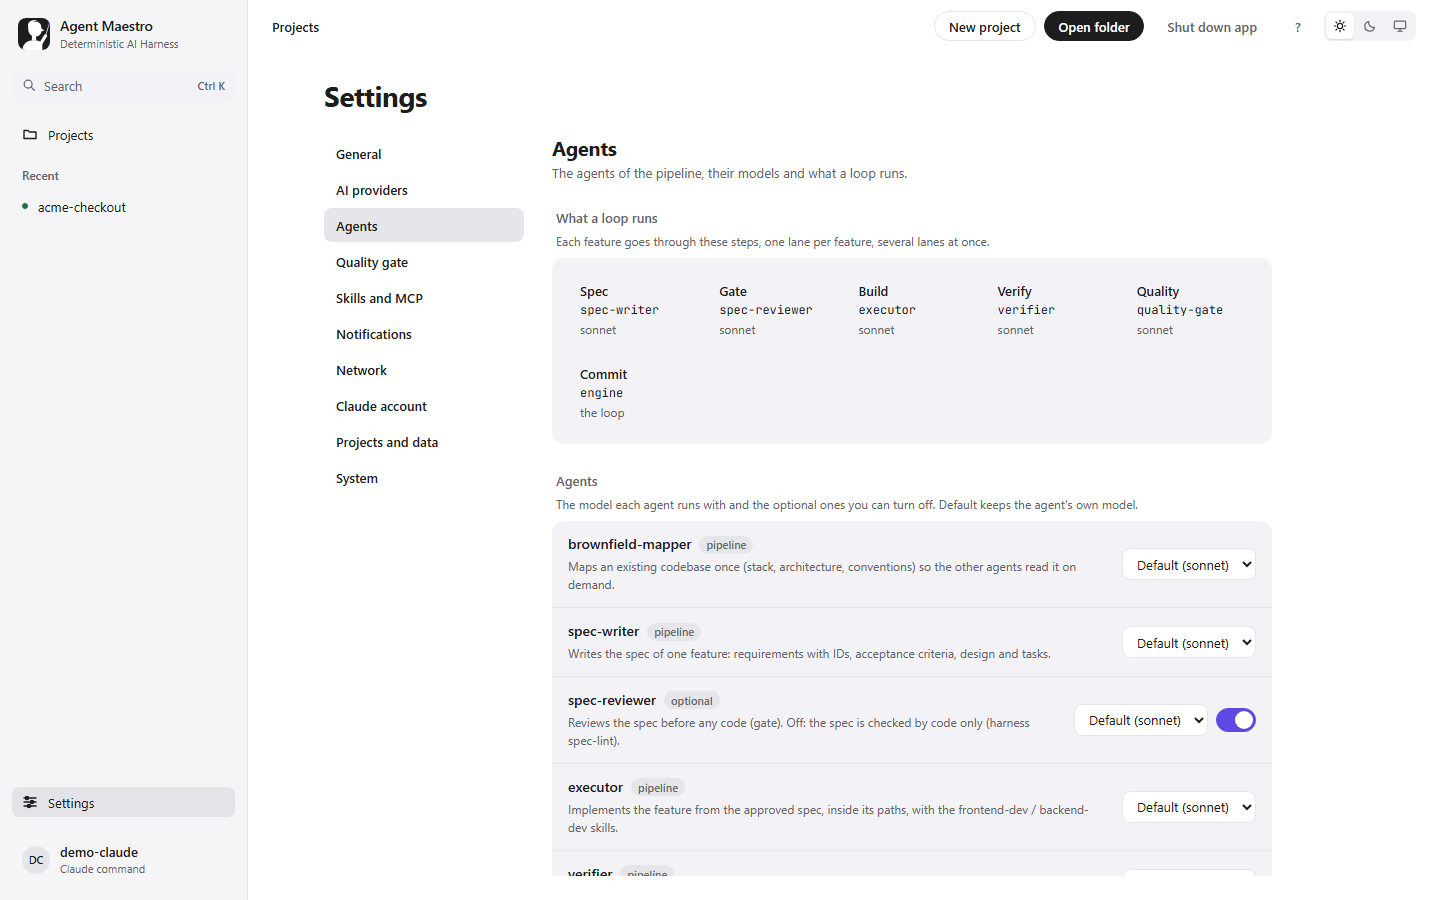 Agent Maestro
Deterministic AI Harness
Search
Ctrl K
Projects
Recent
acme-checkout
Settings
DC
demo-claude
Claude command
Projects
New project
Open folder
Shut down app
?
Settings
General
AI providers
Agents
Quality gate
Skills and MCP
Notifications
Network
Claude account
Projects and data
System
Agents
The agents of the pipeline, their models and what a loop runs.
What a loop runs
Each feature goes through these steps, one lane per feature, several lanes at once.
Spec
spec-writer
sonnet
Gate
spec-reviewer
sonnet
Build
executor
sonnet
Verify
verifier
sonnet
Quality
quality-gate
sonnet
Commit
engine
the loop
Agents
The model each agent runs with and the optional ones you can turn off. Default keeps the agent's own model.
brownfield-mapper pipeline
Maps an existing codebase once (stack, architecture, conventions) so the other agents read it on
demand.
Default (sonnet)
spec-writer pipeline
Writes the spec of one feature: requirements with IDs, acceptance criteria, design and tasks.
Default (sonnet)
spec-reviewer optional
Reviews the spec before any code (gate). Off: the spec is checked by code only (harness
spec-lint).
Default (sonnet)
executor pipeline
Implements the feature from the approved spec, inside its paths, with the frontend-dev / backend-
dev skills.
Default (sonnet)
verifier pipeline